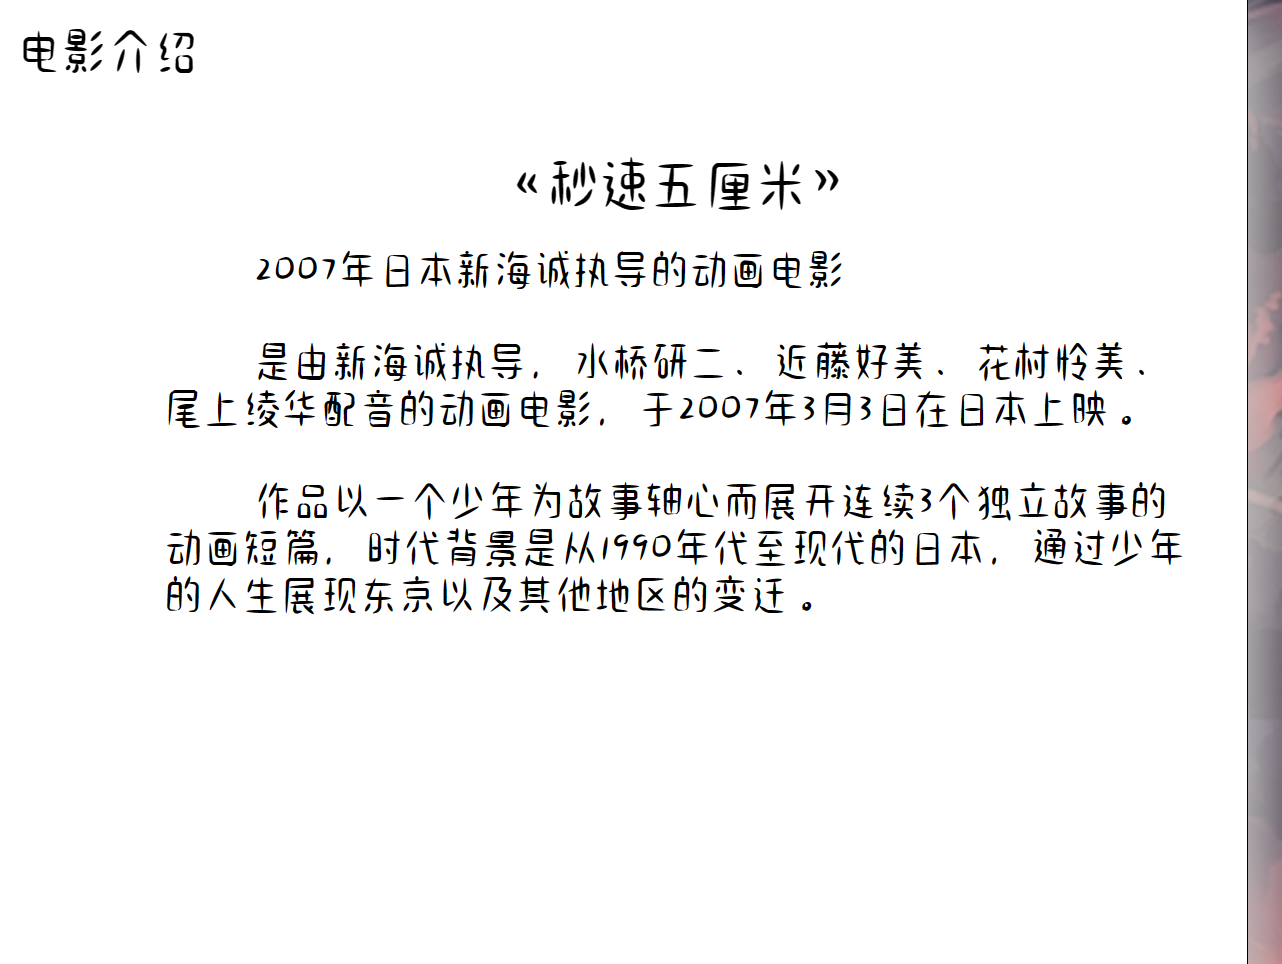 电影介绍
《秒速五厘米》
2007年日本新海诚执导的动画电影
是由新海诚执导，水桥研二、近藤好美、花村怜美、
尾上绫华配音的动画电影，于2007年3月3日在日本上映。
作品以一个少年为故事轴心而展开连续3个独立故事的
动画短篇，时代背景是从1990年代至现代的日本，通过少年
的人生展现东京以及其他地区的变迁。